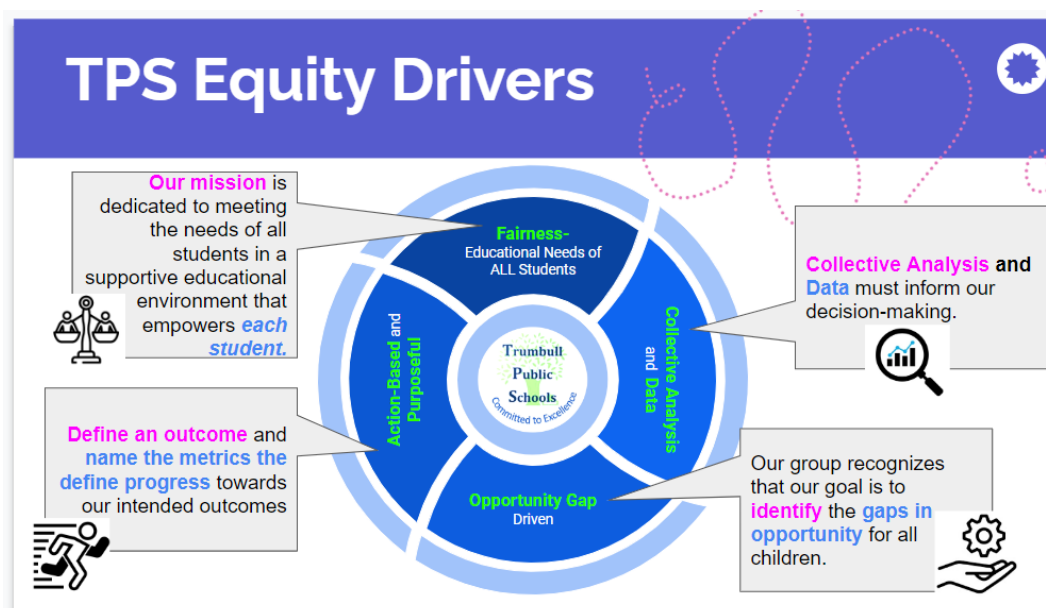 TPS Equity Drivers
Our mission is
dedicated to meeting
the needs of all
students in a
supportive educational
environment that
empowers each
student.
Fairness-
Educational Needs of
ALL Students
Collective Analysis and
Data must inform our
decision-making.
Action-Based and
Purposeful
Trumbull
Public
Schools
Committed to Excellence
Collective Analysis
and Data
Define an outcome and
name the metrics the
define progress towards
our intended outcomes
Opportunity Gap
Driven
Our group recognizes
that our goal is to
identify the gaps in
opportunity for all
children.